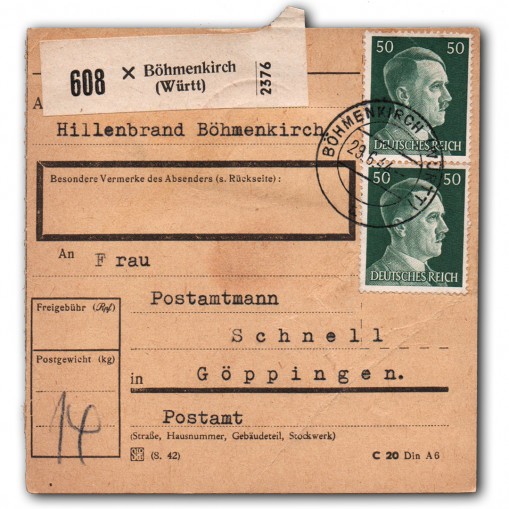 608 × Böhmenkirch
(Württ)
2376
50 50
DEUTSCHES REICH
A
Hillenbrand Böhmenkirch
BÖHMENKIRCH
50 50
DEUTSCHES REICH
Besondere Vermerke des Absenders (s. Rückseite):
An Frau
Postamtmann
Freigebühr (Rpf)
Schnell
Postgewicht (kg)
in Göppingen.
14
Postamt
(Straße, Hausnummer, Gebäudeteil, Stockwerk)
(S. 42)
C 20 Din A6